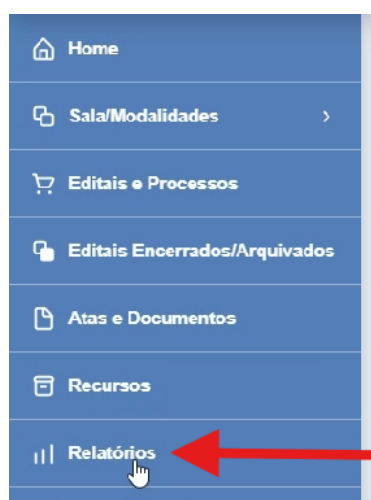 Home
Sala/Modalidades
Editais e Processos
Editais Encerrados/Arquivados
Atas e Documentos
Recursos
Relatórios